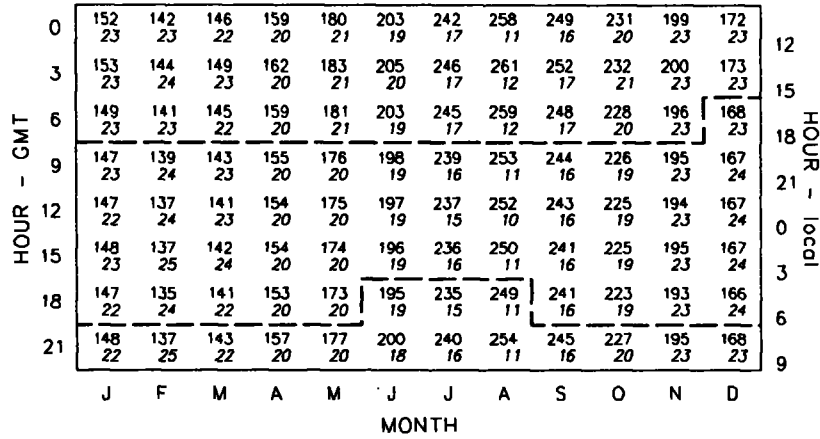 0 152 142 146 159 180 203 242 258 249 231 199 172
23 23 22 20 21 19 17 11 16 20 23 23
12
3 153 144 149 162 183 205 246 261 252 232 200 173
23 24 23 20 21 20 17 12 17 21 23 23
15
6 149 141 145 159 181 203 245 259 248 228 196 168
23 23 22 20 21 19 17 12 17 20 23 23
18
9 147 139 143 155 176 198 239 253 244 226 195 167
23 24 23 20 20 19 16 11 16 19 23 24
21
12 147 137 141 154 175 197 237 252 243 225 194 167
22 24 23 20 20 19 15 10 16 19 23 24
0
15 148 137 142 154 174 196 236 250 241 225 195 167
23 25 24 20 20 19 16 11 16 19 23 24
3
18 147 135 141 153 173 195 235 249 241 223 193 166
22 24 22 20 20 19 15 11 16 19 23 24
6
21 148 137 143 157 177 200 240 254 245 227 195 168
22 25 22 20 20 18 16 11 16 20 23 23
9
J F M A M J J A S O N D
MONTH
HOUR - GMT
HOUR - local